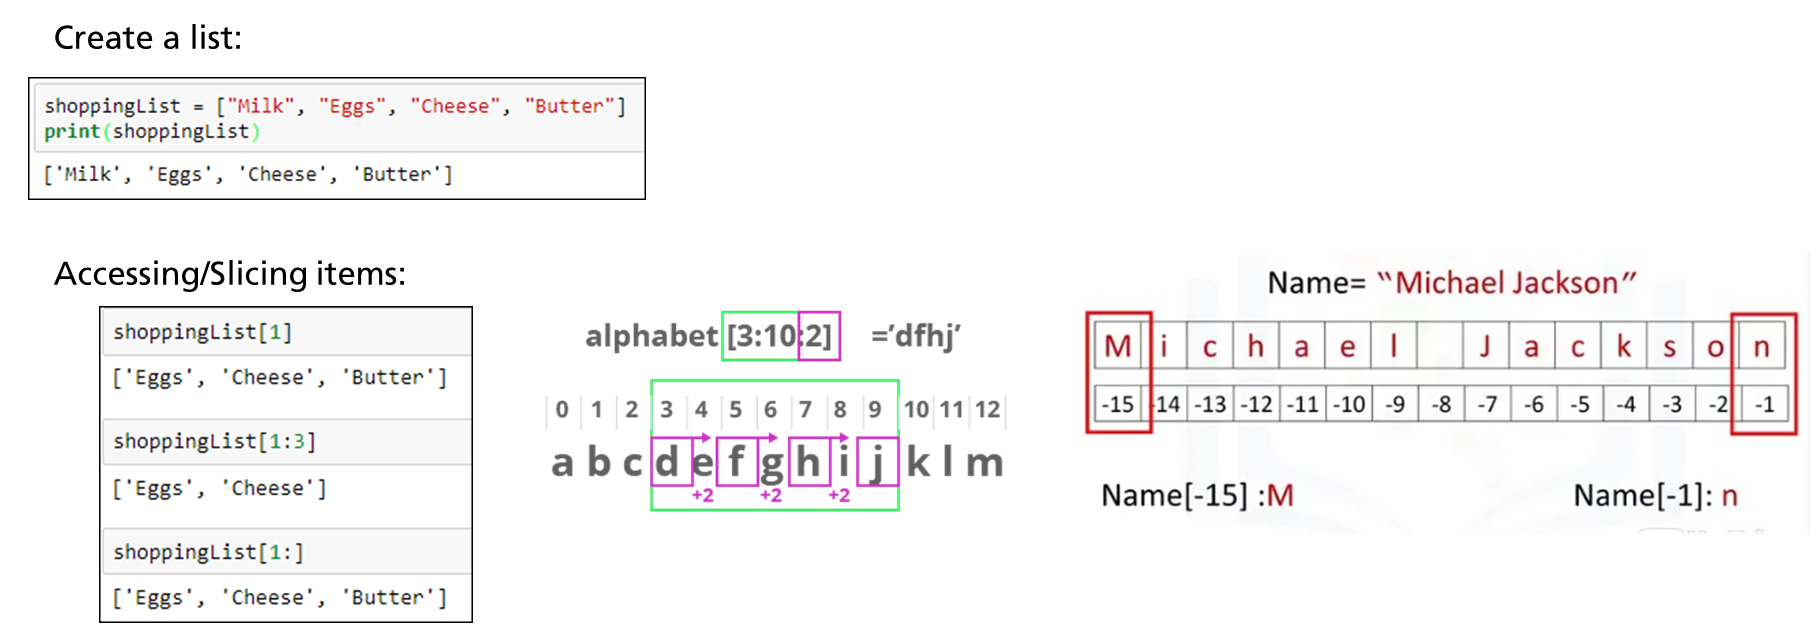 Create a list:
shoppingList = ["Milk", "Eggs", "Cheese", "Butter"]
print(shoppingList)
['Milk', 'Eggs', 'Cheese', 'Butter']
Accessing/Slicing items:
shoppingList[1]
['Eggs', 'Cheese', 'Butter']
shoppingList[1:3]
['Eggs', 'Cheese']
shoppingList[1:]
['Eggs', 'Cheese', 'Butter']
alphabet [3:10:2] =’dfhj’
0 1 2 3 4 5 6 7 8 9 10 11 12
a b c d e f g h i j k l m
+2 +2 +2
Name= “Michael Jackson”
M i c h a e l J a c k s o n
-15 -14 -13 -12 -11 -10 -9 -8 -7 -6 -5 -4 -3 -2 -1
Name[-15] :M Name[-1]: n